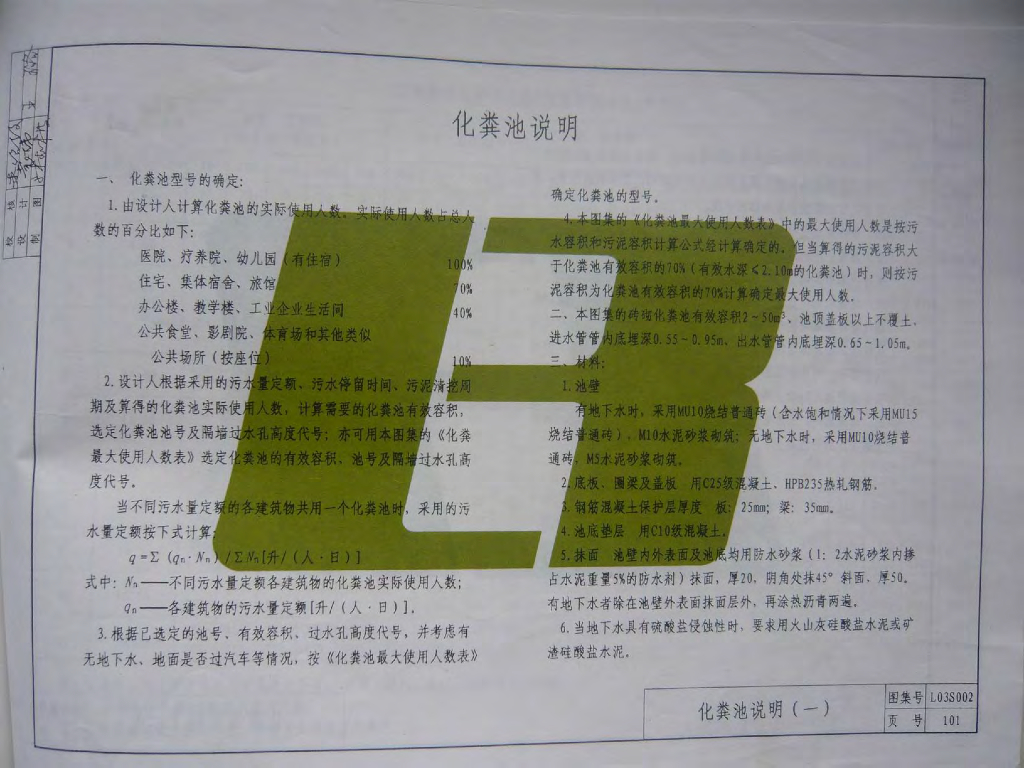 化粪池说明
一、 化粪池型号的确定:
1.由设计人计算化粪池的实际使用人数。实际使用人数占总人
数的百分比如下:
医院、疗养院、幼儿园(有住宿) 100%
住宅、集体宿舍、旅馆 70%
办公楼、教学楼、工业企业生活间 40%
公共食堂、影剧院、体育场和其他类似
公共场所(按座位) 10%
2.设计人根据采用的污水量定额、污水停留时间、污泥清挖周
期及算得的化粪池实际使用人数,计算需要的化粪池有效容积,
选定化粪池池号及隔墙过水孔高度代号;亦可用本图集的《化粪
最大使用人数表》选定化粪池的有效容积、池号及隔墙过水孔高
度代号。
当不同污水量定额的各建筑物共用一个化粪池时,采用的污
水量定额按下式计算:
q=∑(qn·Nn)/∑Nn[升/(人·日)]
式中: Nn——不同污水量定额各建筑物的化粪池实际使用人数;
qn——各建筑物的污水量定额[升/(人·日)]。
3.根据已选定的池号、有效容积、过水孔高度代号,并考虑有
无地下水、地面是否过汽车等情况,按《化粪池最大使用人数表》
确定化粪池的型号。
4.本图集的《化粪池最大使用人数表》中的最大使用人数是按污
水容积和污泥容积计算公式经计算确定的。但当算得的污泥容积大
于化粪池有效容积的70%(有效水深≤2.10m的化粪池)时,则按污
泥容积为化粪池有效容积的70%计算确定最大使用人数.
二、本图集的砖砌化粪池有效容积2~50m³、池顶盖板以上不覆土,
进水管管内底埋深0.55~0.95m、出水管管内底埋深0.65~1.05m。
三、材料:
1.池壁
有地下水时,采用MU10烧结普通砖(含水饱和情况下采用MU15
烧结普通砖),M10水泥砂浆砌筑;无地下水时,采用MU10烧结普
通砖,M5水泥砂浆砌筑。
2.底板、圈梁及盖板 用C25级混凝土、HPB235热轧钢筋。
3.钢筋混凝土保护层厚度 板: 25mm; 梁: 35mm。
4.池底垫层 用C10级混凝土。
5.抹面 池壁内外表面及池底均用防水砂浆(1: 2水泥砂浆内掺
占水泥重量5%的防水剂)抹面,厚20,阴角处抹45°斜面,厚50。
有地下水者除在池壁外表面抹面层外,再涂热沥青两遍。
6.当地下水具有硫酸盐侵蚀性时,要求用火山灰硅酸盐水泥或矿
渣硅酸盐水泥。
化粪池说明(一)
图集号 L03S002
页 号 101
校 核
设 计
制 图
LBR